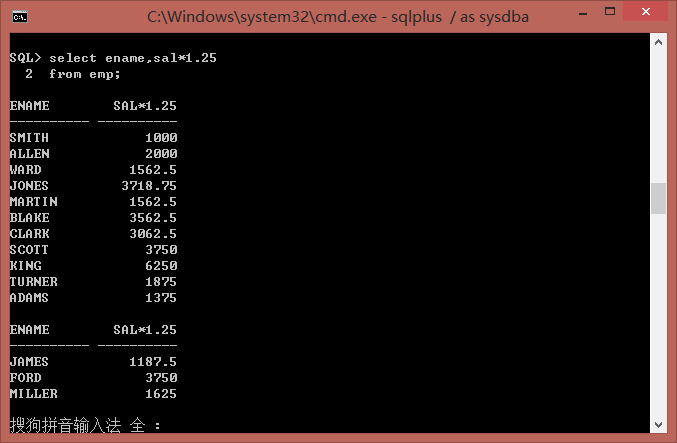 C:\Windows\system32\cmd.exe - sqlplus  / as sysdba
SQL> select ename,sal*1.25
  2  from emp;
ENAME        SAL*1.25
---------- ----------
SMITH            1000
ALLEN            2000
WARD           1562.5
JONES         3718.75
MARTIN         1562.5
BLAKE          3562.5
CLARK          3062.5
SCOTT            3750
KING             6250
TURNER           1875
ADAMS            1375
ENAME        SAL*1.25
---------- ----------
JAMES          1187.5
FORD             3750
MILLER           1625
搜狗拼音输入法 全 :